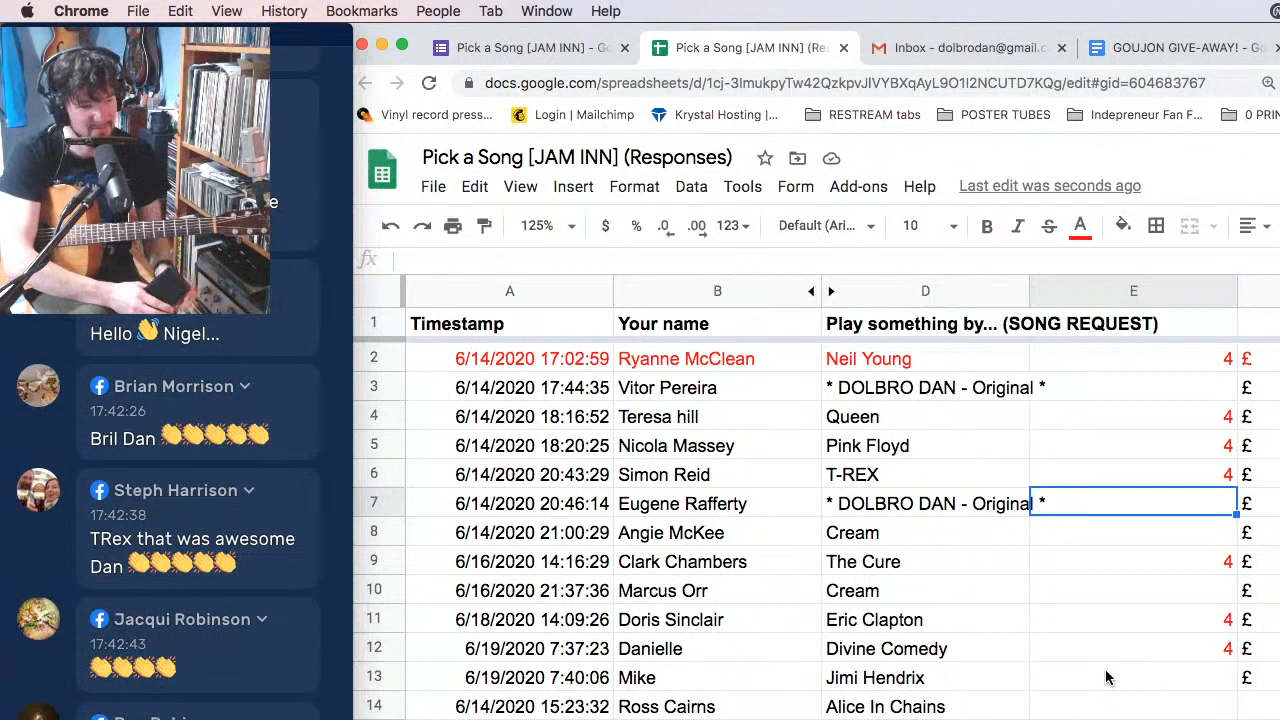 Chrome File Edit View History Bookmarks People Tab Window Help
Pick a Song [JAM INN] - Go
Pick a Song [JAM INN] (Res
Inbox - dolbrodan@gmail.c
GOUJON GIVE-AWAY! - Go
docs.google.com/spreadsheets/d/1cj-3lmukpyTw42QzkpvJlVYBXqAyL9O1I2NCUTD7KQg/edit#gid=604683767
Vinyl record press... Login | Mailchimp Krystal Hosting |... RESTREAM tabs POSTER TUBES Indepreneur Fan F... 0 PRIN
Pick a Song [JAM INN] (Responses)
File Edit View Insert Format Data Tools Form Add-ons Help Last edit was seconds ago
125% $ % .0 .00 123 Default (Ari... 10 B I S A
fx
A B D E
1 Timestamp Your name Play something by... (SONG REQUEST)
2 6/14/2020 17:02:59 Ryanne McClean Neil Young 4 £
3 6/14/2020 17:44:35 Vitor Pereira * DOLBRO DAN - Original * £
4 6/14/2020 18:16:52 Teresa hill Queen 4 £
5 6/14/2020 18:20:25 Nicola Massey Pink Floyd 4 £
6 6/14/2020 20:43:29 Simon Reid T-REX 4 £
7 6/14/2020 20:46:14 Eugene Rafferty * DOLBRO DAN - Original * £
8 6/14/2020 21:00:29 Angie McKee Cream £
9 6/16/2020 14:16:29 Clark Chambers The Cure 4 £
10 6/16/2020 21:37:36 Marcus Orr Cream £
11 6/18/2020 14:09:26 Doris Sinclair Eric Clapton 4 £
12 6/19/2020 7:37:23 Danielle Divine Comedy 4 £
13 6/19/2020 7:40:06 Mike Jimi Hendrix £
14 6/14/2020 15:23:32 Ross Cairns Alice In Chains
Hello 👋 Nigel...
Brian Morrison
17:42:26
Bril Dan 👏👏👏👏👏
Steph Harrison
17:42:38
TRex that was awesome
Dan 👏👏👏👏👏
Jacqui Robinson
17:42:43
👏👏👏👏